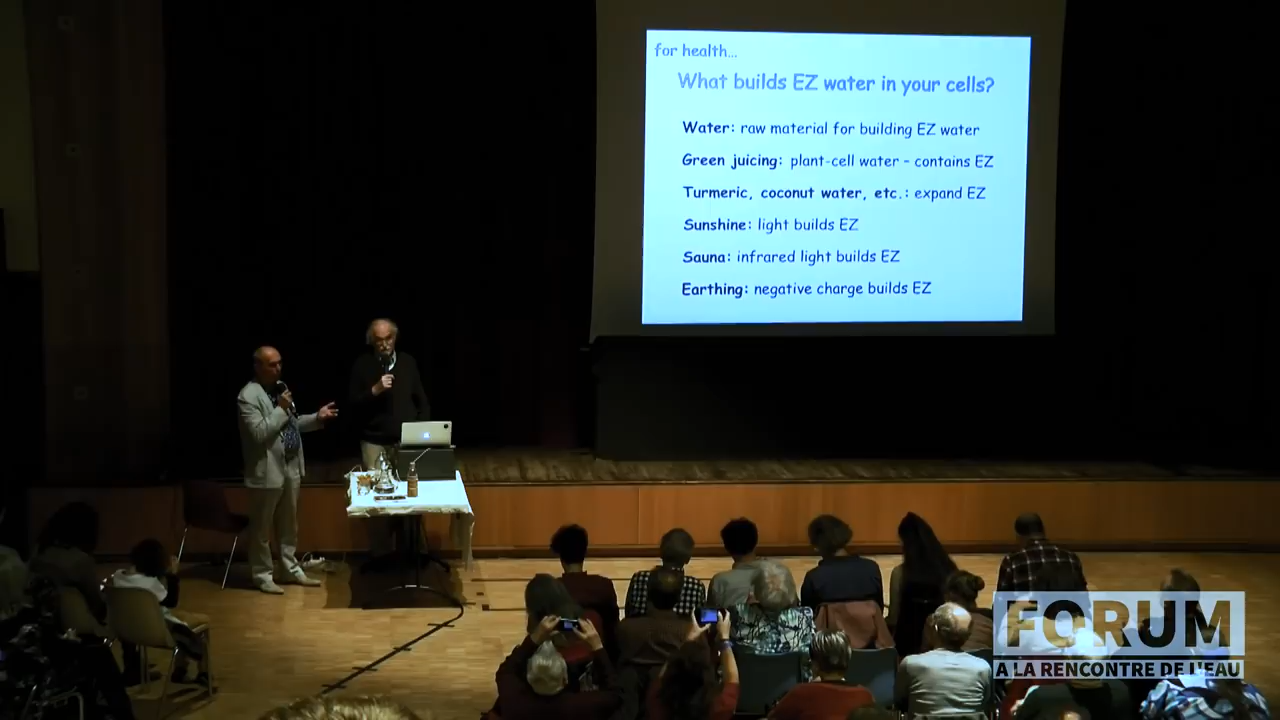 for health...
What builds EZ water in your cells?
Water: raw material for building EZ water
Green juicing: plant-cell water - contains EZ
Turmeric, coconut water, etc.: expand EZ
Sunshine: light builds EZ
Sauna: infrared light builds EZ
Earthing: negative charge builds EZ
FORUM
A LA RENCONTRE DE L'EAU